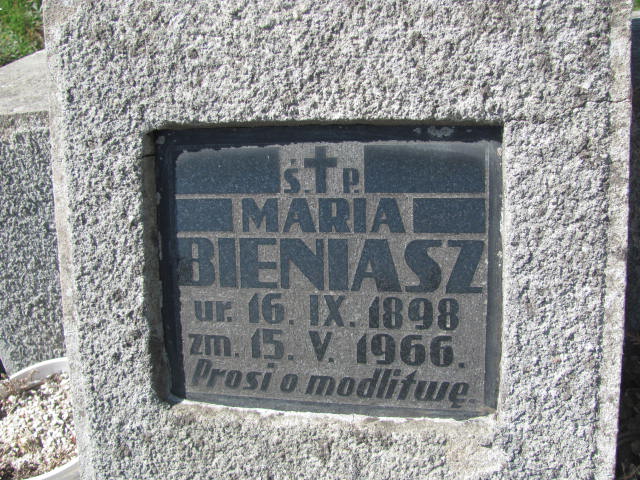 Ś. P.
MARIA
BIENIASZ
ur. 16. IX. 1898
zm. 15. V. 1966.
Prosi o modlitwę.